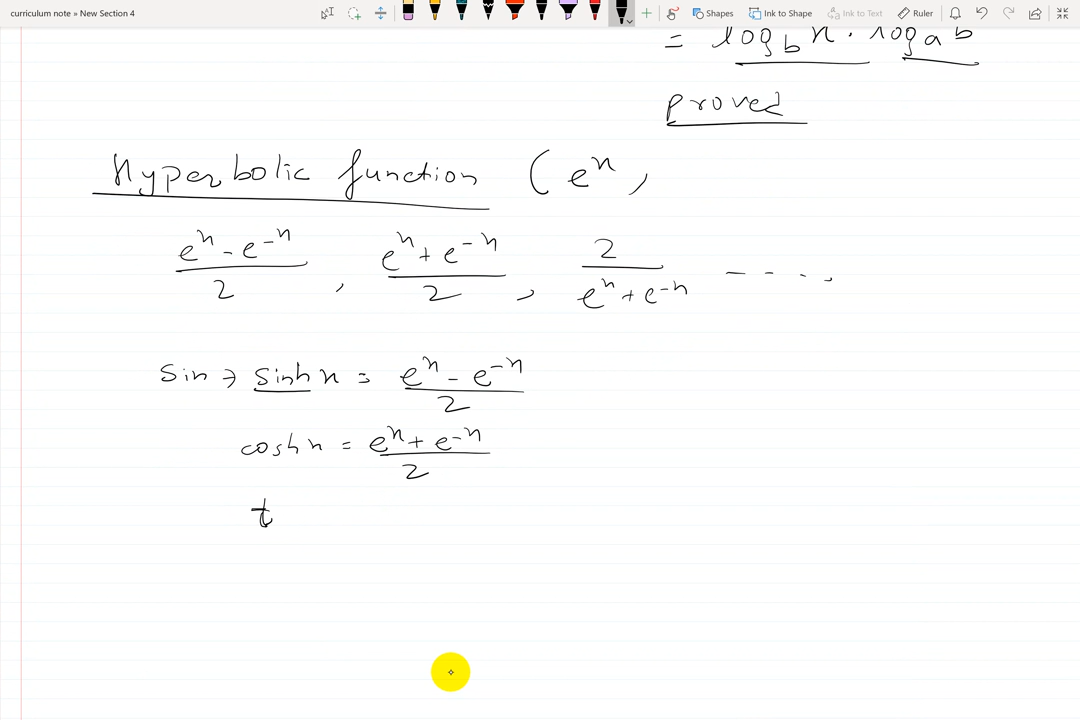 curriculum note » New Section 4
Shapes Ink to Shape Ink to Text Ruler
= log_b x . log_a b
proved
Hyperbolic function (e^x,
(e^x - e^-x)/2 , (e^x + e^-x)/2 , 2/(e^x + e^-x) - - - - .
Sin → sinh x = (e^x - e^-x)/2
cosh x = (e^x + e^-x)/2
t